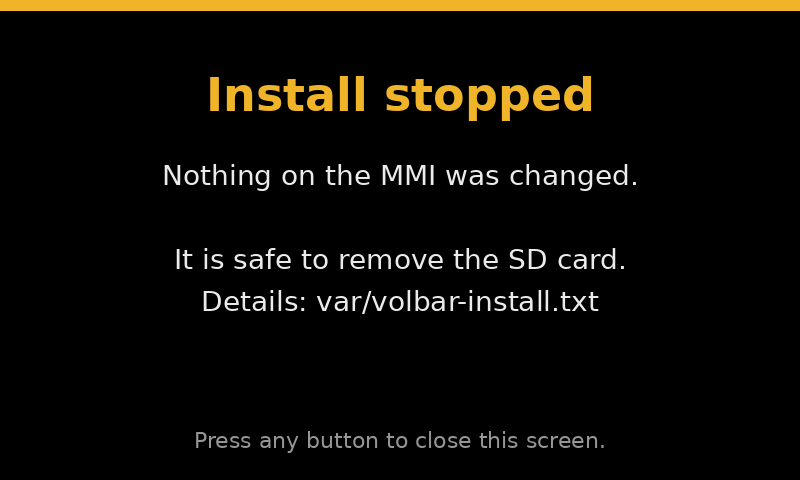 Install stopped
Nothing on the MMI was changed.
It is safe to remove the SD card.
Details: var/volbar-install.txt
Press any button to close this screen.